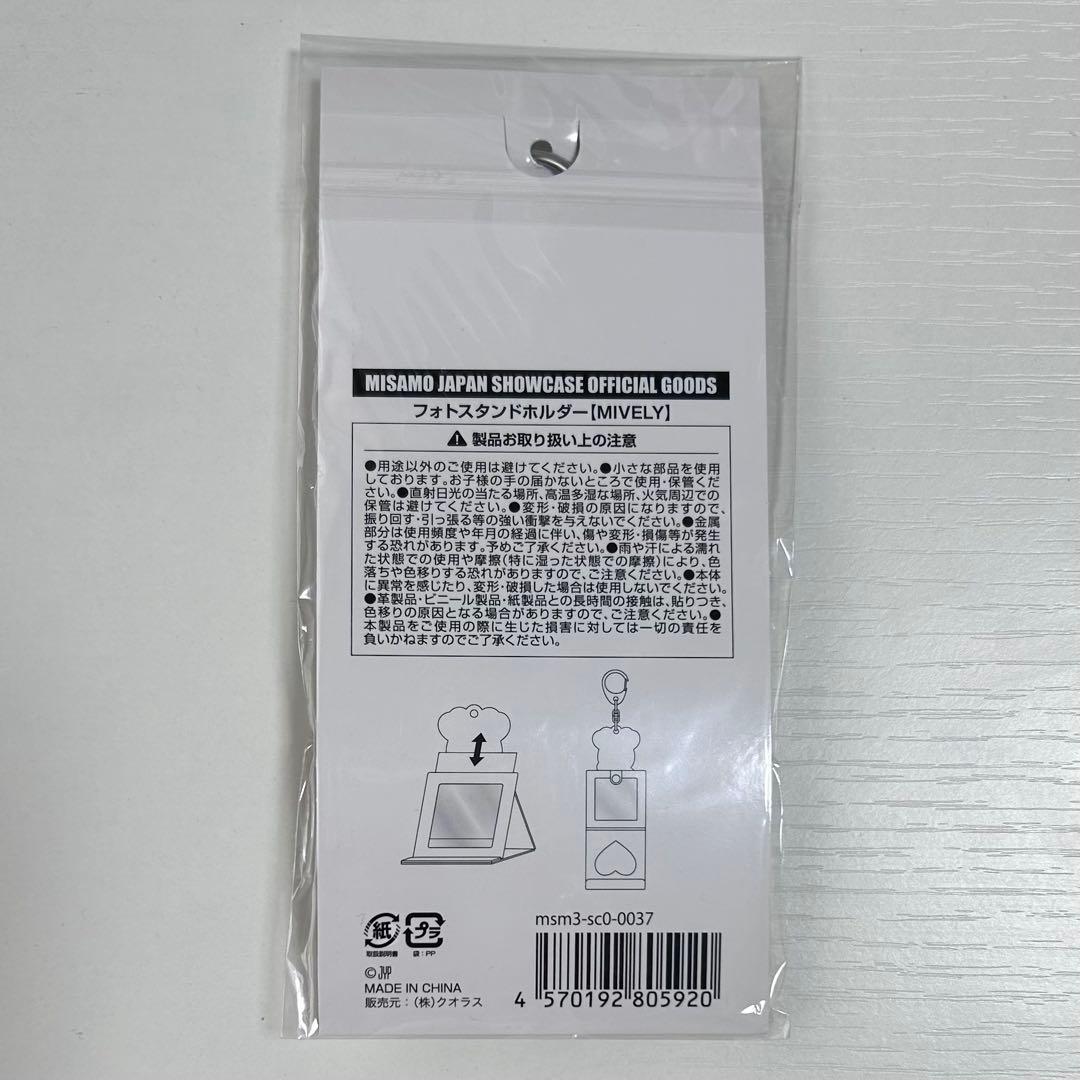 MISAMO JAPAN SHOWCASE OFFICIAL GOODS
フォトスタンドホルダー【MIVELY】
製品お取り扱い上の注意
●用途以外のご使用は避けてください。●小さな部品を使用
しております。お子様の手の届かないところで使用・保管くだ
さい。●直射日光の当たる場所、高温多湿な場所、火気周辺での
保管は避けてください。●変形・破損の原因になりますので、
振り回す・引っ張る等の強い衝撃を与えないでください。●金属
部分は使用頻度や年月の経過に伴い、傷や変形・損傷等が発生
する恐れがあります。予めご了承ください。●雨や汗による濡れ
た状態での使用や摩擦(特に湿った状態での摩擦)により、色
落ちや色移りする恐れがありますので、ご注意ください。●本体
に異常を感じたり、変形・破損した場合は使用しないでください。
●革製品・ビニール製品・紙製品との長時間の接触は、貼りつき、
色移りの原因となる場合がありますので、ご注意ください。●
本製品をご使用の際に生じた損害に対しては一切の責任を
負いかねますのでご了承ください。
紙 プラ
取扱説明書 袋:PP
© JYP
MADE IN CHINA
販売元:(株)クオラス
msm3-sc0-0037
4 570192 805920